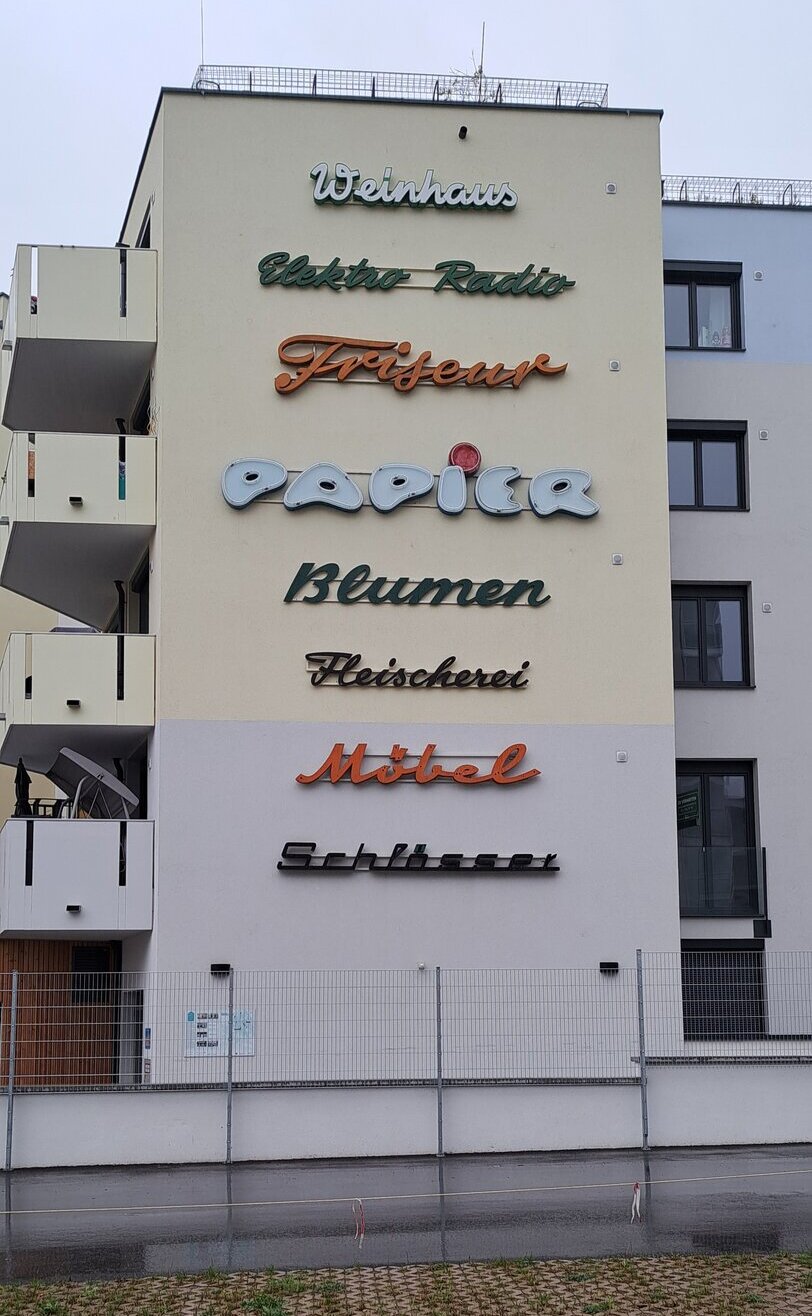 Weinhaus
Elektro Radio
Friseur
PAPiER
Blumen
Fleischerei
Möbel
Schlösser